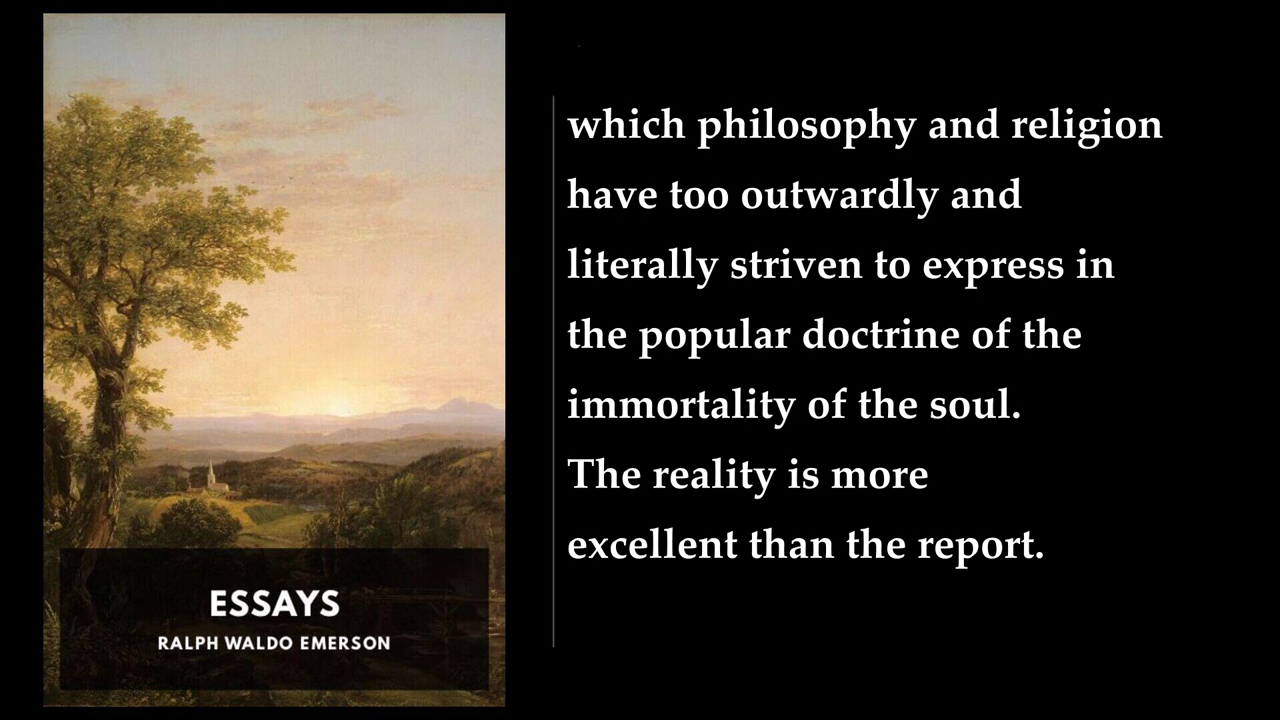 ESSAYS
RALPH WALDO EMERSON
which philosophy and religion
have too outwardly and
literally striven to express in
the popular doctrine of the
immortality of the soul.
The reality is more
excellent than the report.